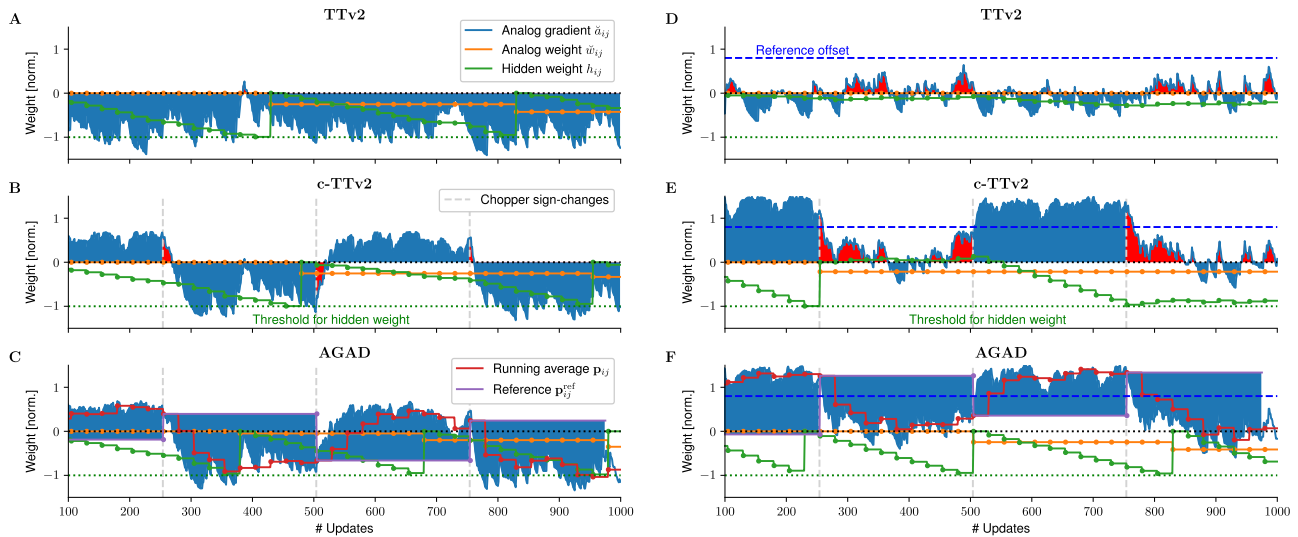 A
TTv2
Weight [norm.]
1
0
−1
Analog gradient ă_ij
Analog weight w̆_ij
Hidden weight h_ij
B
c-TTv2
Weight [norm.]
1
0
−1
Chopper sign-changes
Threshold for hidden weight
C
AGAD
Weight [norm.]
1
0
−1
Running average p_ij
Reference p_ij^ref
100 200 300 400 500 600 700 800 900 1000
# Updates
D
TTv2
Weight [norm.]
1
0
−1
Reference offset
E
c-TTv2
Weight [norm.]
1
0
−1
Threshold for hidden weight
F
AGAD
Weight [norm.]
1
0
−1
100 200 300 400 500 600 700 800 900 1000
# Updates